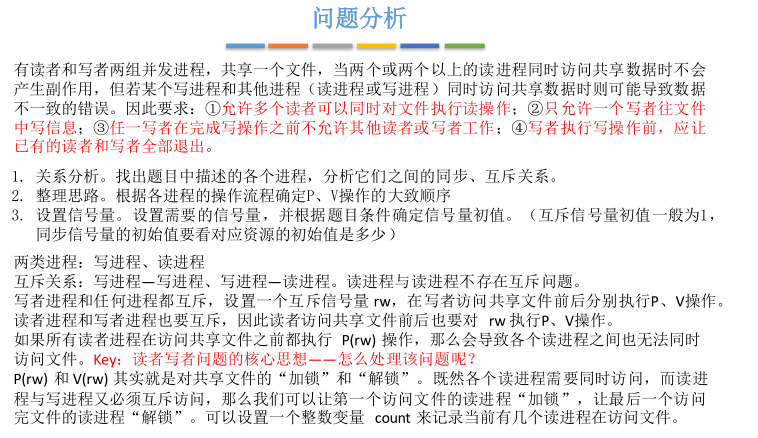 问题分析
有读者和写者两组并发进程，共享一个文件，当两个或两个以上的读进程同时访问共享数据时不会
产生副作用，但若某个写进程和其他进程（读进程或写进程）同时访问共享数据时则可能导致数据
不一致的错误。因此要求：①允许多个读者可以同时对文件执行读操作；②只允许一个写者往文件
中写信息；③任一写者在完成写操作之前不允许其他读者或写者工作；④写者执行写操作前，应让
已有的读者和写者全部退出。
1. 关系分析。找出题目中描述的各个进程，分析它们之间的同步、互斥关系。
2. 整理思路。根据各进程的操作流程确定P、V操作的大致顺序
3. 设置信号量。设置需要的信号量，并根据题目条件确定信号量初值。（互斥信号量初值一般为1，
同步信号量的初始值要看对应资源的初始值是多少）
两类进程：写进程、读进程
互斥关系：写进程—写进程、写进程—读进程。读进程与读进程不存在互斥问题。
写者进程和任何进程都互斥，设置一个互斥信号量 rw，在写者访问共享文件前后分别执行P、V操作。
读者进程和写者进程也要互斥，因此读者访问共享文件前后也要对 rw 执行P、V操作。
如果所有读者进程在访问共享文件之前都执行 P(rw) 操作，那么会导致各个读进程之间也无法同时
访问文件。Key：读者写者问题的核心思想——怎么处理该问题呢？
P(rw) 和 V(rw) 其实就是对共享文件的“加锁”和“解锁”。既然各个读进程需要同时访问，而读进
程与写进程又必须互斥访问，那么我们可以让第一个访问文件的读进程“加锁”，让最后一个访问
完文件的读进程“解锁”。可以设置一个整数变量 count 来记录当前有几个读进程在访问文件。